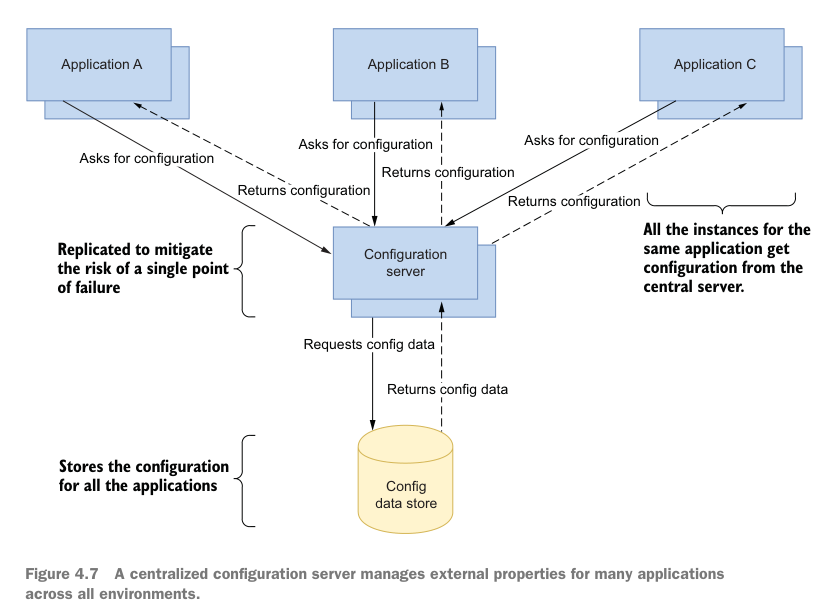 Application A
Application B
Application C
Asks for configuration
Asks for configuration
Asks for configuration
Returns configuration
Returns configuration
Returns configuration
All the instances for the
same application get
configuration from the
central server.
Replicated to mitigate
the risk of a single point
of failure
Configuration
server
Requests config data
Returns config data
Stores the configuration
for all the applications
Config
data store
Figure 4.7 A centralized configuration server manages external properties for many applications
across all environments.